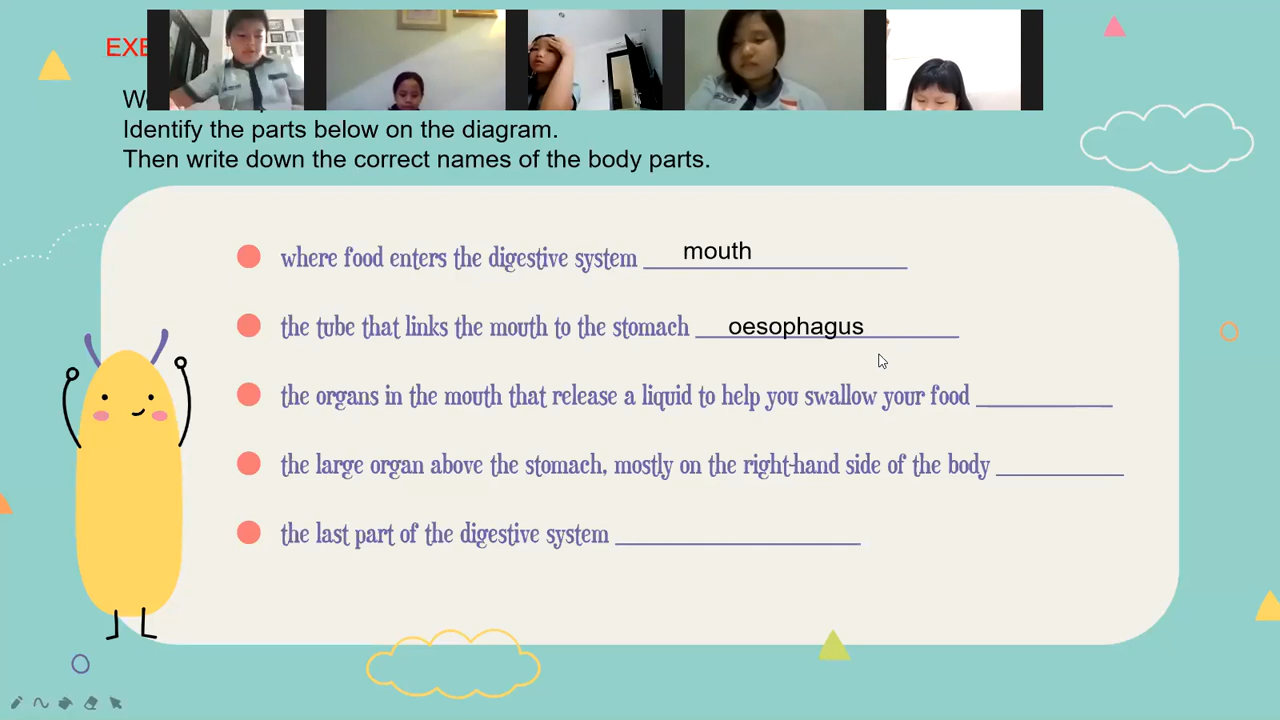 Identify the parts below on the diagram.
Then write down the correct names of the body parts.
where food enters the digestive system mouth
the tube that links the mouth to the stomach oesophagus
the organs in the mouth that release a liquid to help you swallow your food
the large organ above the stomach, mostly on the right-hand side of the body
the last part of the digestive system